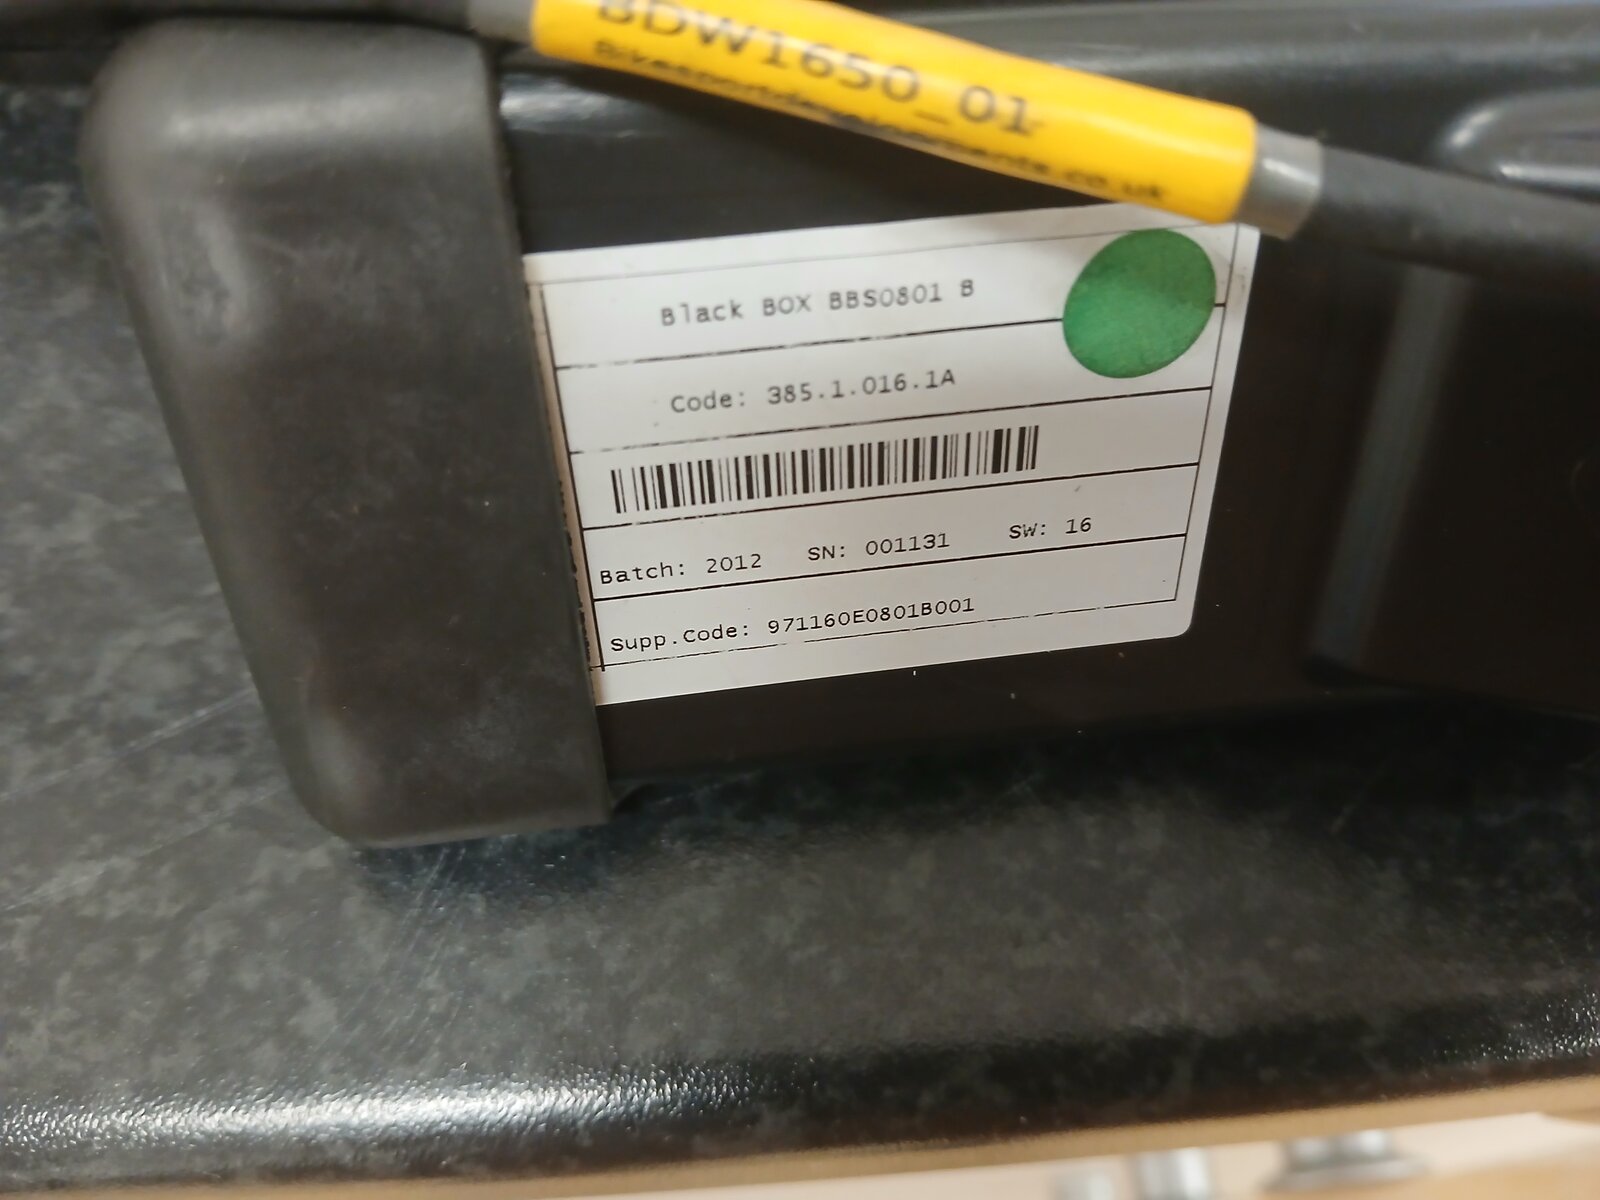 BDW1650_01
Black BOX BBS0801 B
Code: 385.1.016.1A
Batch: 2012 SN: 001131 SW: 16
Supp.Code: 971160E0801B001